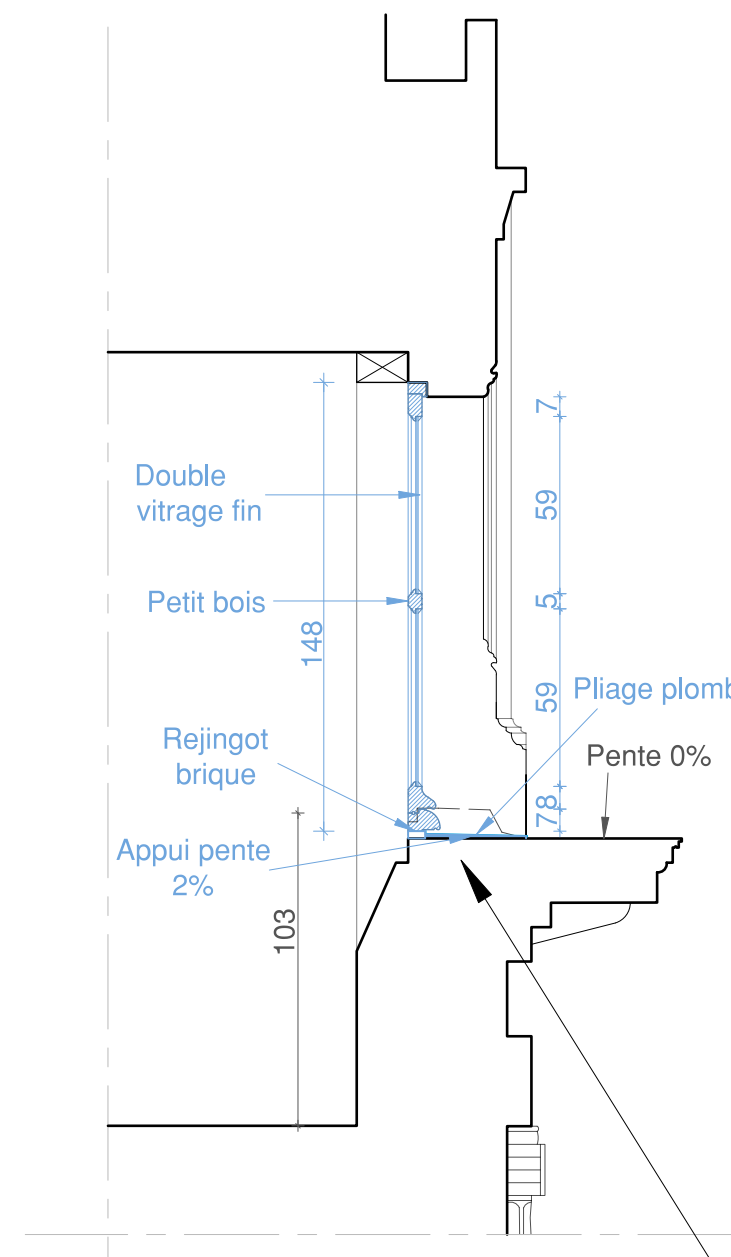 7
Double
vitrage fin
59
Petit bois
5
148
59
Pliage plomb
Rejingot
brique
Pente 0%
78
Appui pente
2%
103